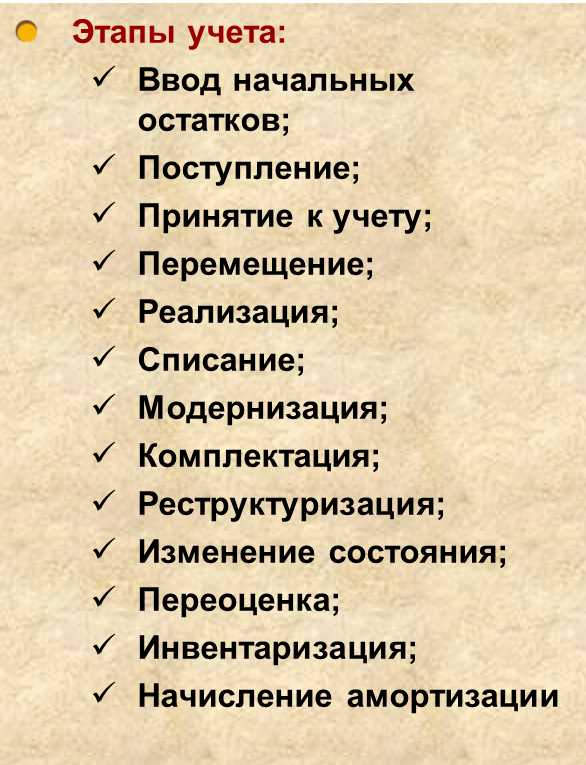 Этапы учета:
Ввод начальных
остатков;
Поступление;
Принятие к учету;
Перемещение;
Реализация;
Списание;
Модернизация;
Комплектация;
Реструктуризация;
Изменение состояния;
Переоценка;
Инвентаризация;
Начисление амортизации